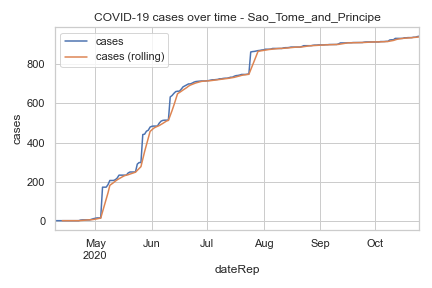 COVID-19 cases over time - Sao_Tome_and_Principe
cases
cases (rolling)
800
600
400
200
0
cases
May
2020
Jun
Jul
Aug
Sep
Oct
dateRep